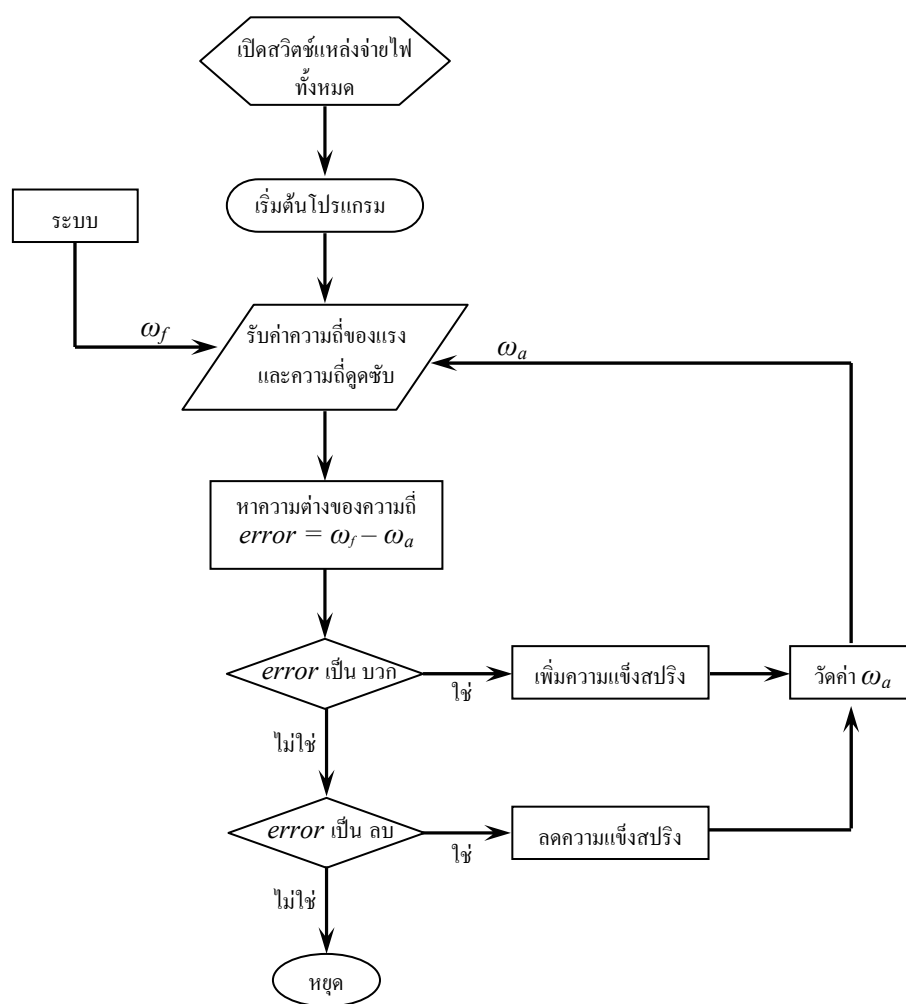 เปิดสวิตช์แหล่งจ่ายไฟ
ทั้งหมด
เริ่มต้นโปรแกรม
ระบบ
ω_f
รับค่าความถี่ของแรง
และความถี่ดูดซับ
ω_a
หาความต่างของความถี่
error = ω_f − ω_a
error เป็น บวก
ใช่
เพิ่มความแข็งสปริง
วัดค่า ω_a
ไม่ใช่
error เป็น ลบ
ใช่
ลดความแข็งสปริง
ไม่ใช่
หยุด